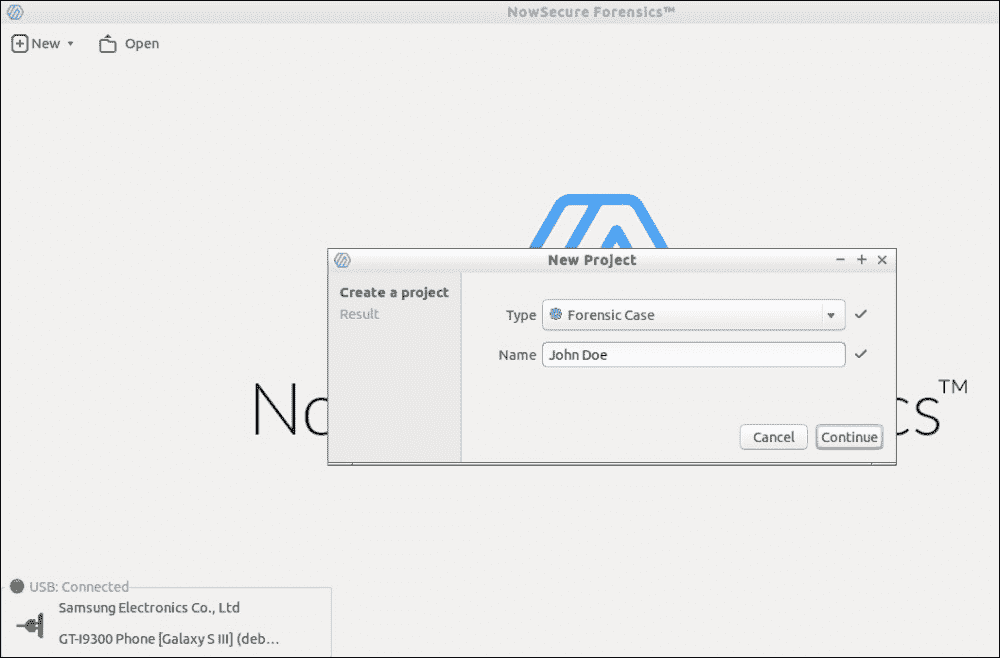 NowSecure Forensics™
New Open
New Project
Create a project
Result
Type Forensic Case
Name John Doe
Cancel Continue
No cs™
USB: Connected
Samsung Electronics Co., Ltd
GT-I9300 Phone [Galaxy S III] (deb...